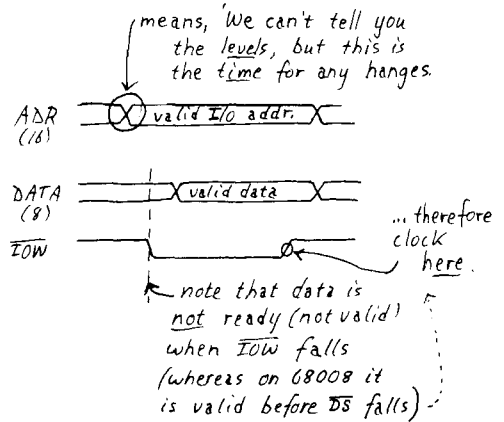 means, 'We can't tell you
the levels, but this is
the time for any hanges.
ADR
(16)
valid I/O addr.
DATA
(8)
valid data
IOW
... therefore
clock
here.
note that data is
not ready (not valid)
when IOW falls
(whereas on 68008 it
is valid before DS falls)